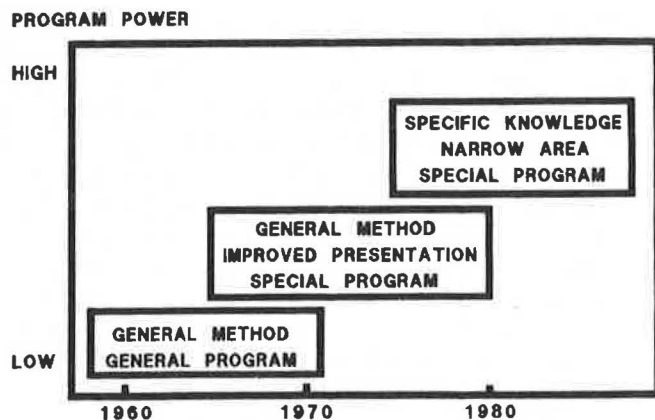 PROGRAM POWER
HIGH
SPECIFIC KNOWLEDGE
NARROW AREA
SPECIAL PROGRAM
GENERAL METHOD
IMPROVED PRESENTATION
SPECIAL PROGRAM
GENERAL METHOD
GENERAL PROGRAM
LOW
1960 1970 1980